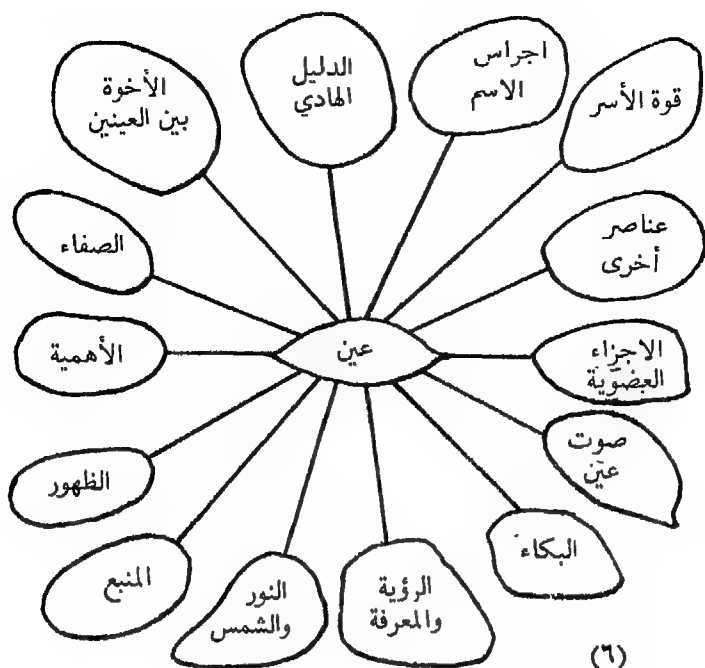 قوة الأسر
اجراس
الاسم
الدليل
الهادي
الأخوة
بين العينين
عناصر
أخرى
الصفاء
عين
الأهمية
الاجزاء
العضوية
صوت
عين
الظهور
البكاء
المنبع
النور
والشمس
الرؤية
والمعرفة
(٦)